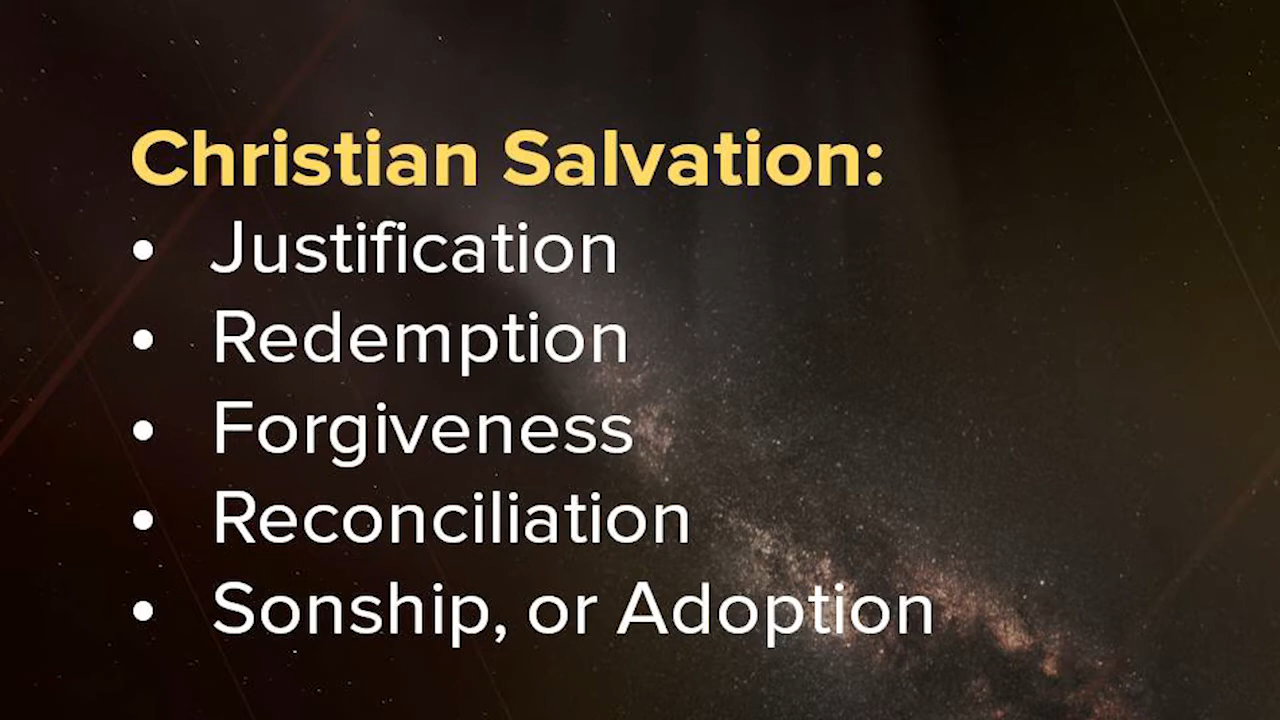 Christian Salvation:
• Justification
• Redemption
• Forgiveness
• Reconciliation
• Sonship, or Adoption